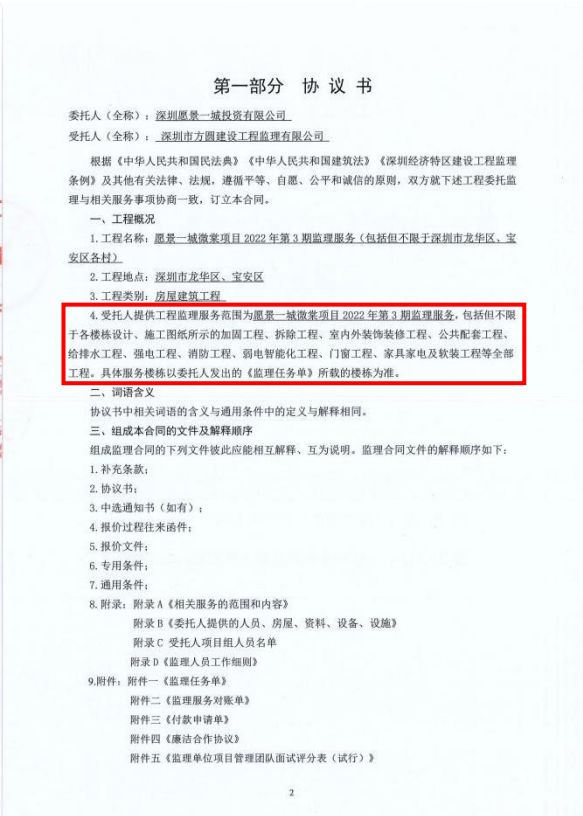 第一部分 协议书
委托人（全称）：深圳愿景一城投资有限公司
受托人（全称）：深圳市方圆建设工程监理有限公司
根据《中华人民共和国民法典》《中华人民共和国建筑法》《深圳经济特区建设工程监理
条例》及其他有关法律、法规，遵循平等、自愿、公平和诚信的原则，双方就下述工程委托监
理与相关服务事项协商一致，订立本合同。
一、工程概况
1.工程名称：愿景一城微棠项目 2022 年第 3 期监理服务（包括但不限于深圳市龙华区、宝
安区各村）
2.工程地点：深圳市龙华区、宝安区
3.工程类别：房屋建筑工程
4.受托人提供工程监理服务范围为愿景一城微棠项目 2022 年第 3 期监理服务，包括但不限
于各楼栋设计、施工图纸所示的加固工程、拆除工程、室内外装饰装修工程、公共配套工程、
给排水工程、强电工程、消防工程、弱电智能化工程、门窗工程、家具家电及软装工程等全部
工程。具体服务楼栋以委托人发出的《监理任务单》所载的楼栋为准。
二、词语含义
协议书中相关词语的含义与通用条件中的定义与解释相同。
三、组成本合同的文件及解释顺序
组成监理合同的下列文件彼此应能相互解释、互为说明。监理合同文件的解释顺序如下：
1.补充条款；
2.协议书；
3.中选通知书（如有）；
4.报价过程往来函件；
5.报价文件；
6.专用条件；
7.通用条件；
8.附录：附录 A《相关服务的范围和内容》
附录 B《委托人提供的人员、房屋、资料、设备、设施》
附录 C 受托人项目组人员名单
附录 D《监理人员工作细则》
9.附件：附件一《监理任务单》
附件二《监理服务对账单》
附件三《付款申请单》
附件四《廉洁合作协议》
附件五《监理单位项目管理团队面试评分表（试行）》
2